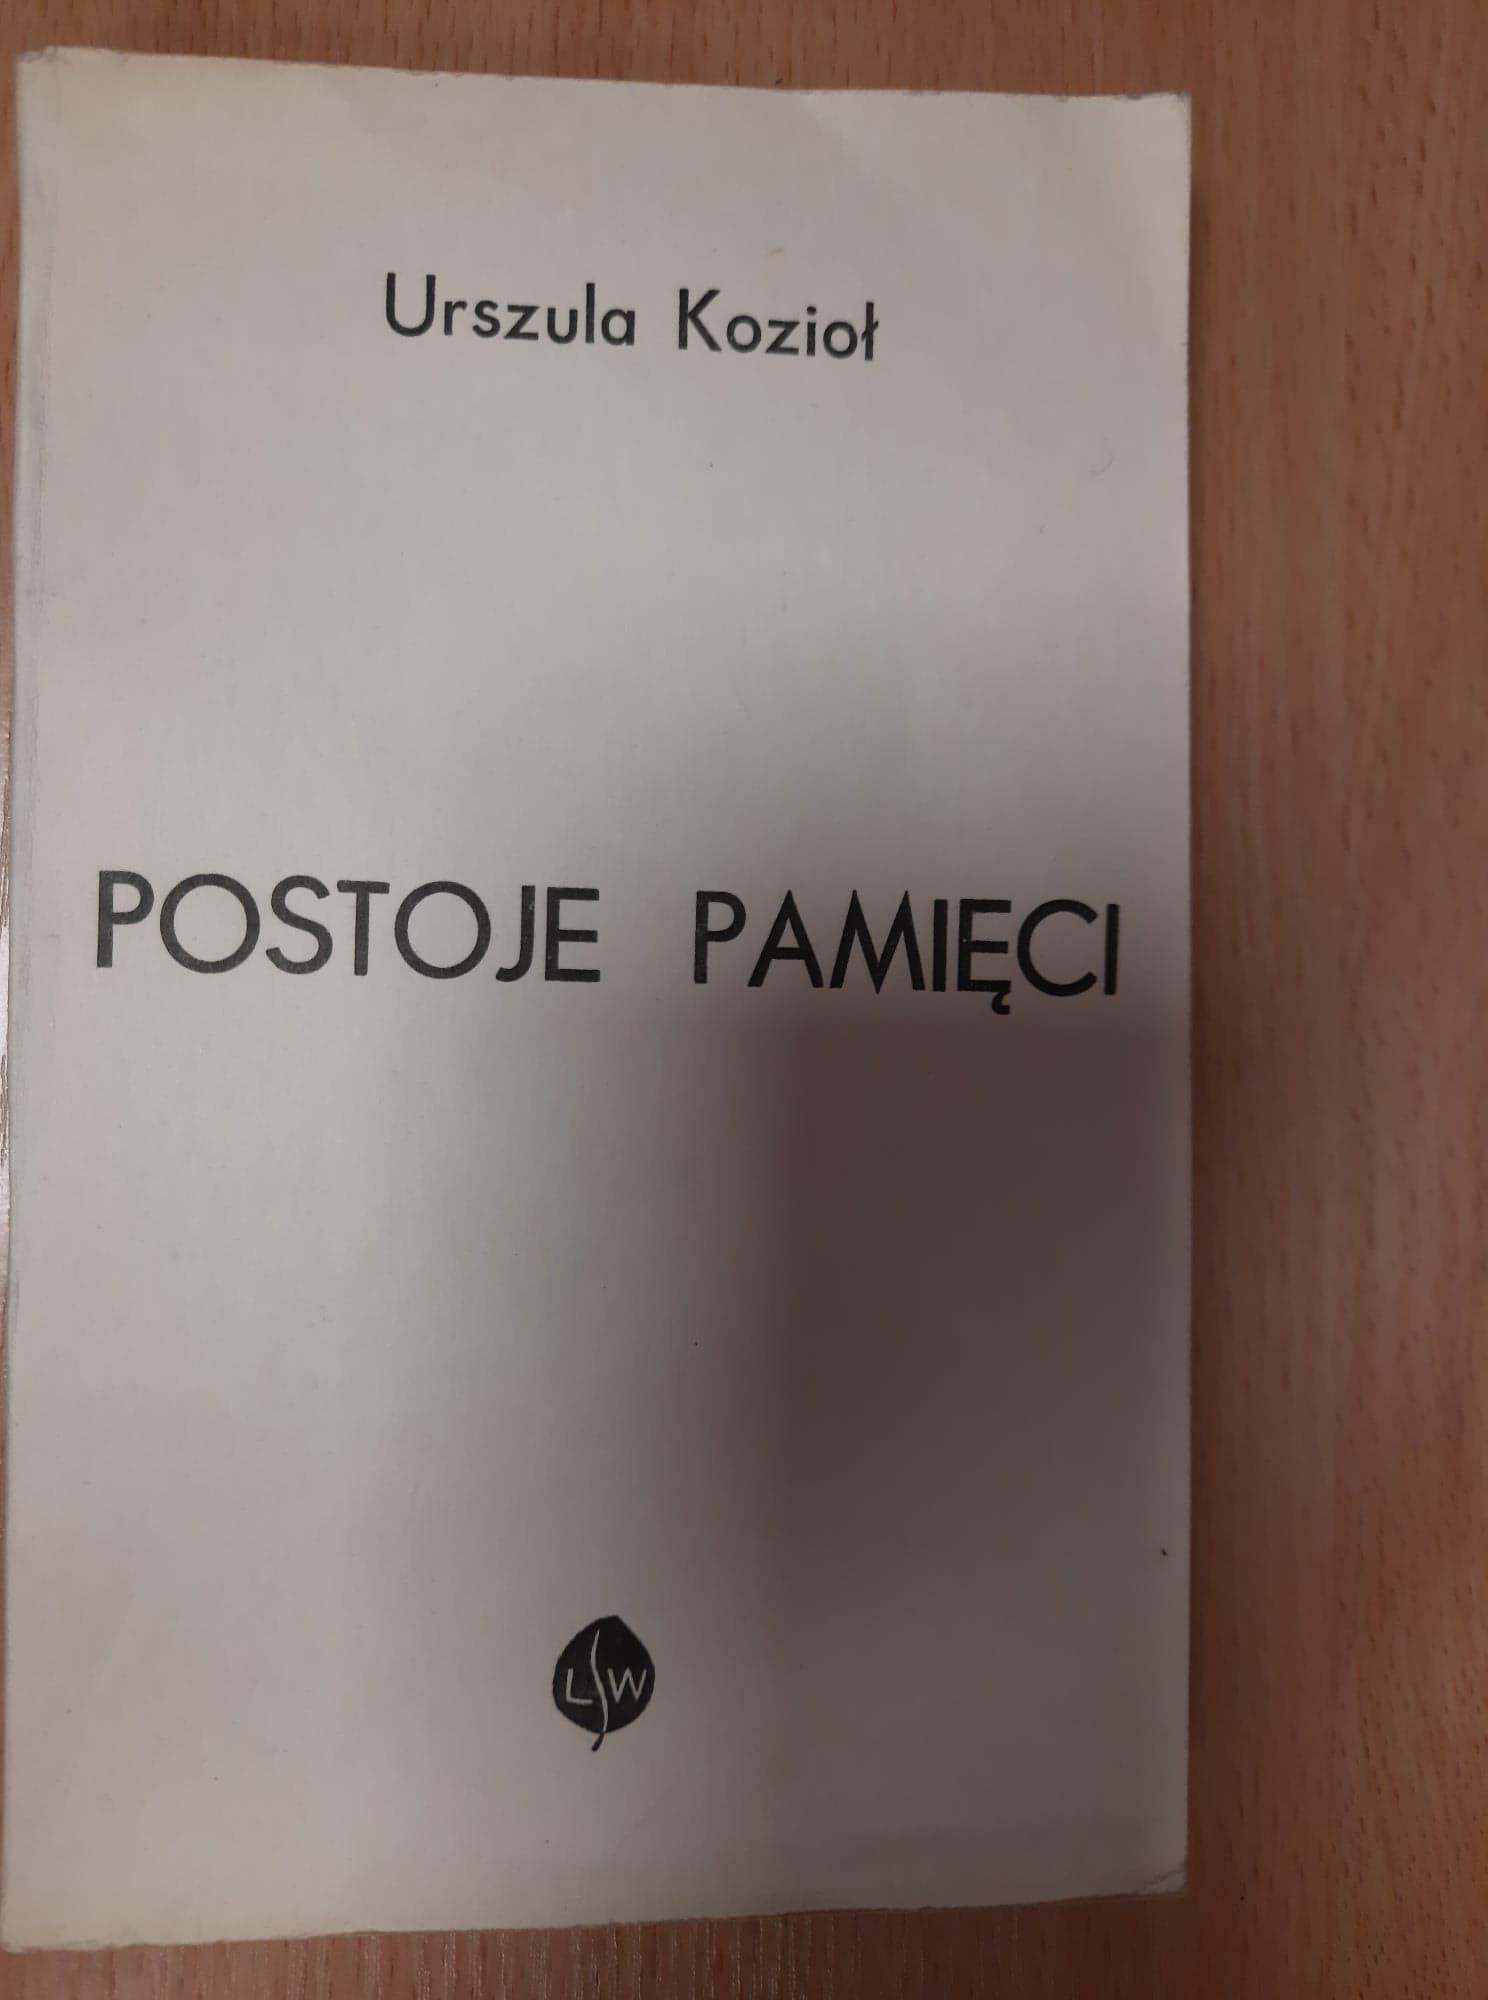 Urszula Kozioł
POSTOJE PAMIĘCI
LSW